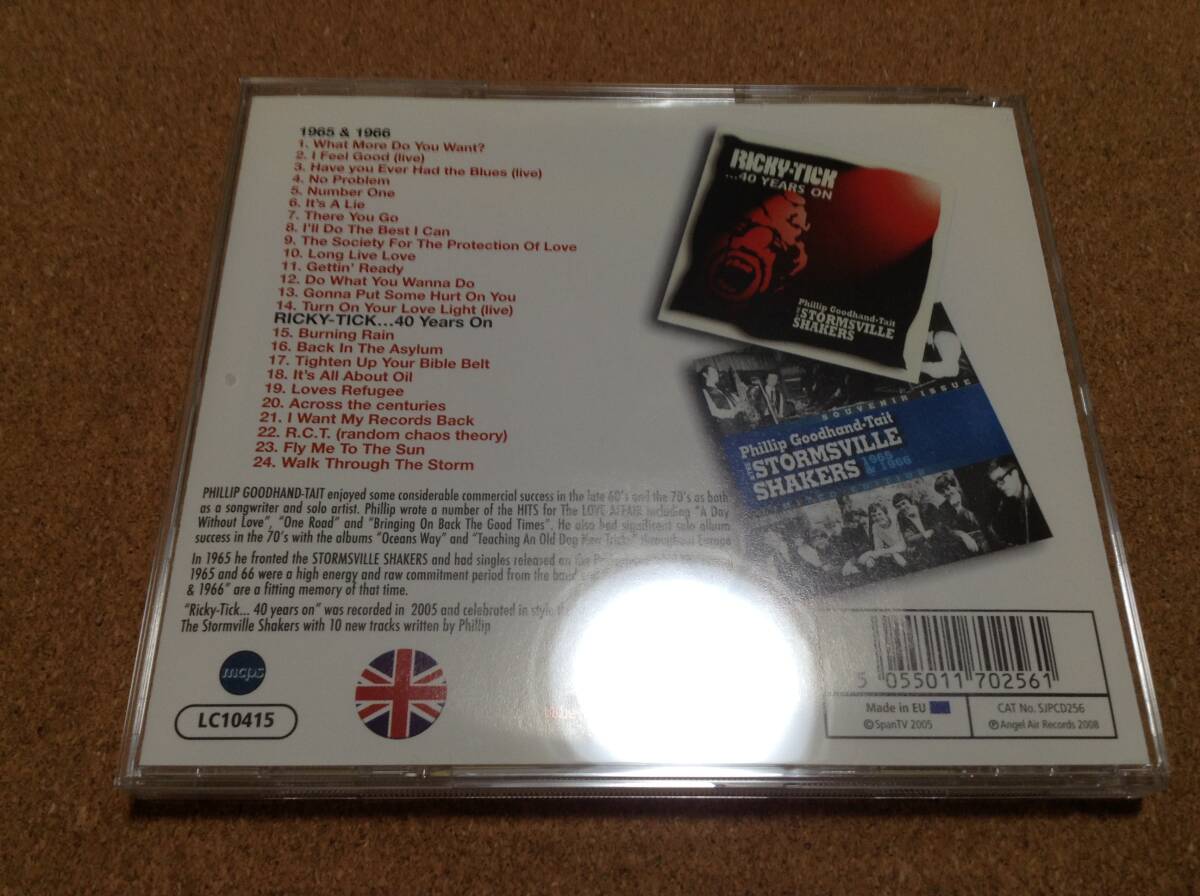 1965 & 1966
1. What More Do You Want?
2. I Feel Good (live)
3. Have you Ever Had the Blues (live)
4. No Problem
5. Number One
6. It's A Lie
7. There You Go
8. I'll Do The Best I Can
9. The Society For The Protection Of Love
10. Long Live Love
11. Gettin' Ready
12. Do What You Wanna Do
13. Gonna Put Some Hurt On You
14. Turn On Your Love Light (live)
RICKY-TICK...40 Years On
15. Burning Rain
16. Back In The Asylum
17. Tighten Up Your Bible Belt
18. It's All About Oil
19. Loves Refugee
20. Across the centuries
21. I Want My Records Back
22. R.C.T. (random chaos theory)
23. Fly Me To The Sun
24. Walk Through The Storm
RICKY-TICK
...40 YEARS ON
Phillip Goodhand-Tait
THE STORMSVILLE
SHAKERS
SOUVENIR ISSUE
Phillip Goodhand-Tait
& THE STORMSVILLE
SHAKERS 1965 & 1966
PHILLIP GOODHAND-TAIT enjoyed some considerable commercial success in the late 60's and the 70's as both
as a songwriter and solo artist. Phillip wrote a number of the HITS for The LOVE AFFAIR including "A Day
Without Love", "One Road" and "Bringing On Back The Good Times". He also had significant solo album
success in the 70's with the albums "Oceans Way" and "Teaching An Old Dog New Tricks" throughout Europe
In 1965 he fronted the STORMSVILLE SHAKERS and had singles released on the
1965 and 66 were a high energy and raw commitment period from the band
& 1966" are a fitting memory of that time.
"Ricky-Tick... 40 years on" was recorded in 2005 and celebrated in style
The Stormville Shakers with 10 new tracks written by Phillip
mcps
LC10415
5 055011 702561
Made in EU
©SpanTV 2005
CAT No. SJPCD256
℗Angel Air Records 2008